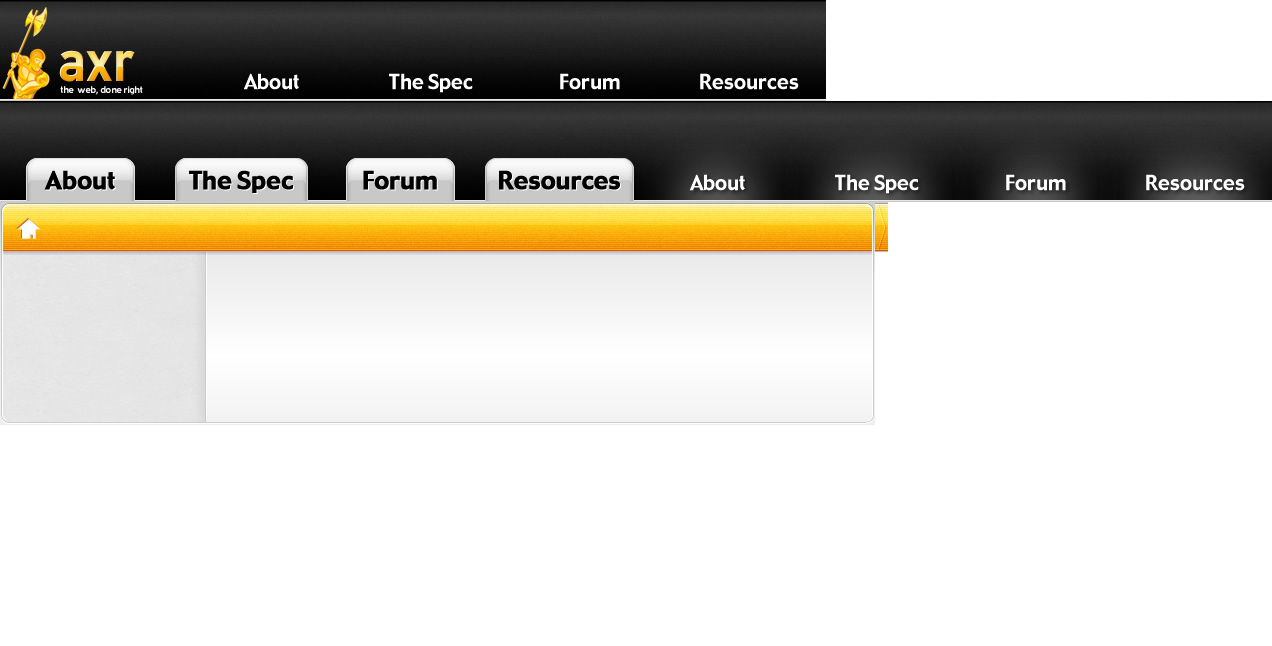 axr
the web, done right
About The Spec Forum Resources
About The Spec Forum Resources About The Spec Forum Resources